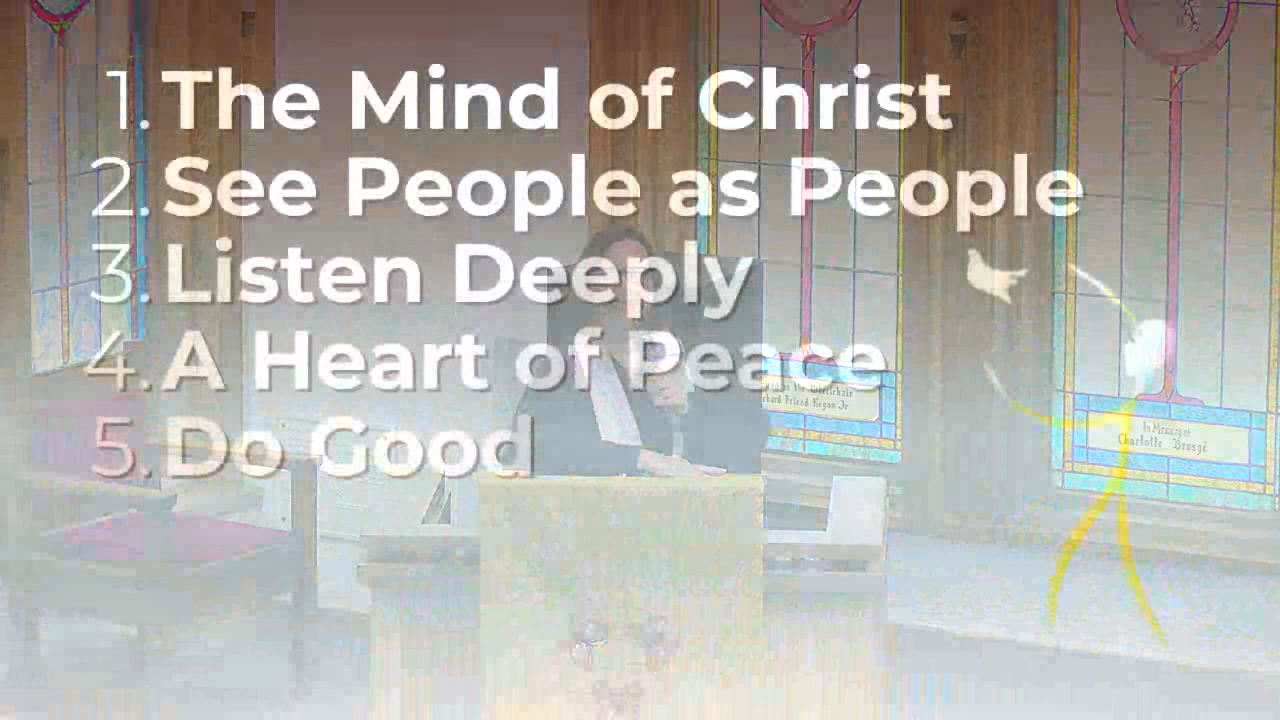 1. The Mind of Christ
2. See People as People
3. Listen Deeply
4. A Heart of Peace
5. Do Good
In Memory of
Charlotte Brosgé